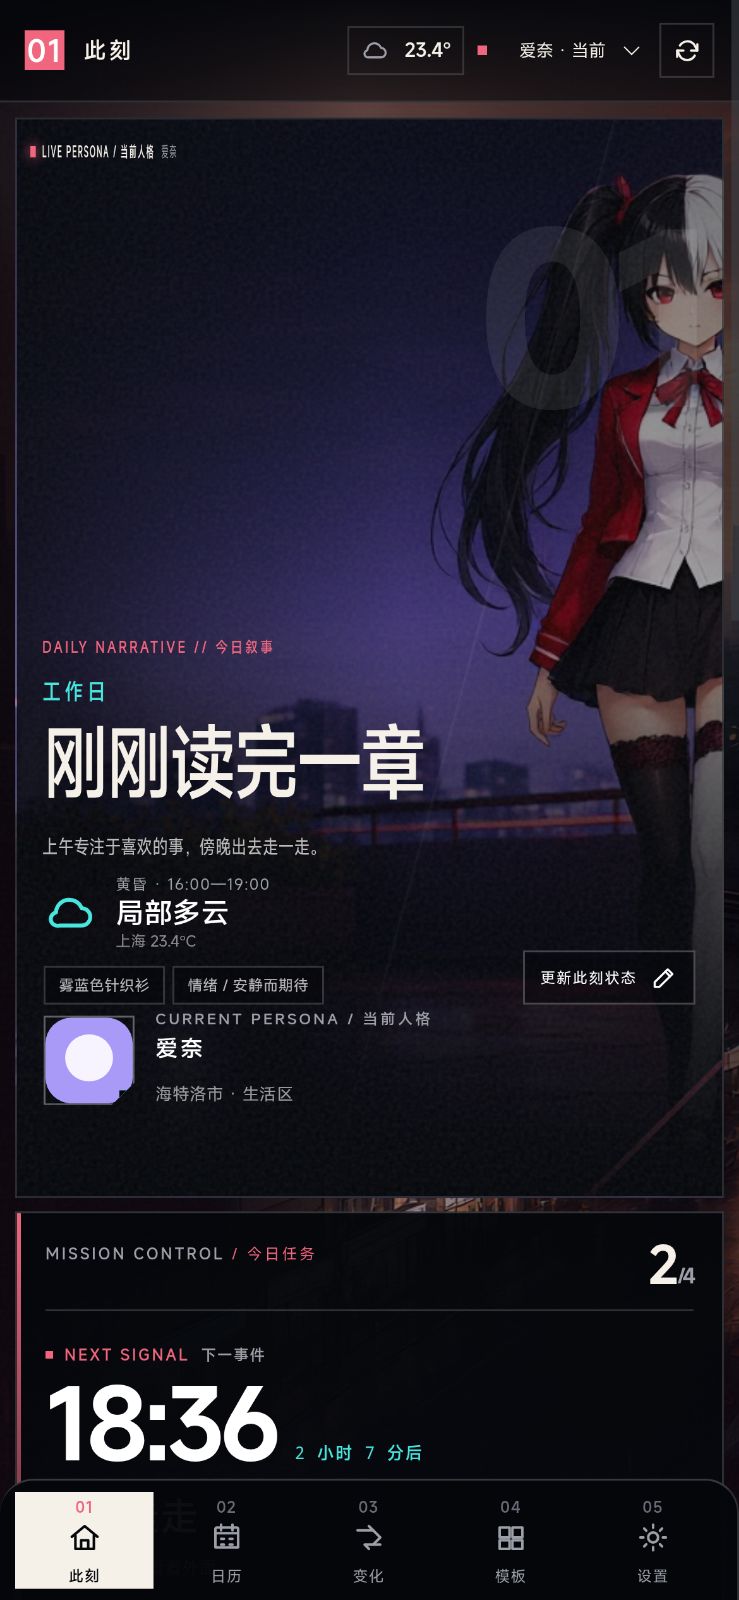 01 此刻 23.4° 爱奈 · 当前
LIVE PERSONA / 当前人格 爱奈
01
DAILY NARRATIVE // 今日叙事
工作日
刚刚读完一章
上午专注于喜欢的事，傍晚出去走一走。
黄昏 · 16:00—19:00
局部多云
上海 23.4°C
雾蓝色针织衫 情绪 / 安静而期待
更新此刻状态
CURRENT PERSONA / 当前人格
爱奈
海特洛市 · 生活区
MISSION CONTROL / 今日任务
2/4
NEXT SIGNAL 下一事件
18:36 2 小时 7 分后
01 02 03 04 05
此刻 日历 变化 模板 设置